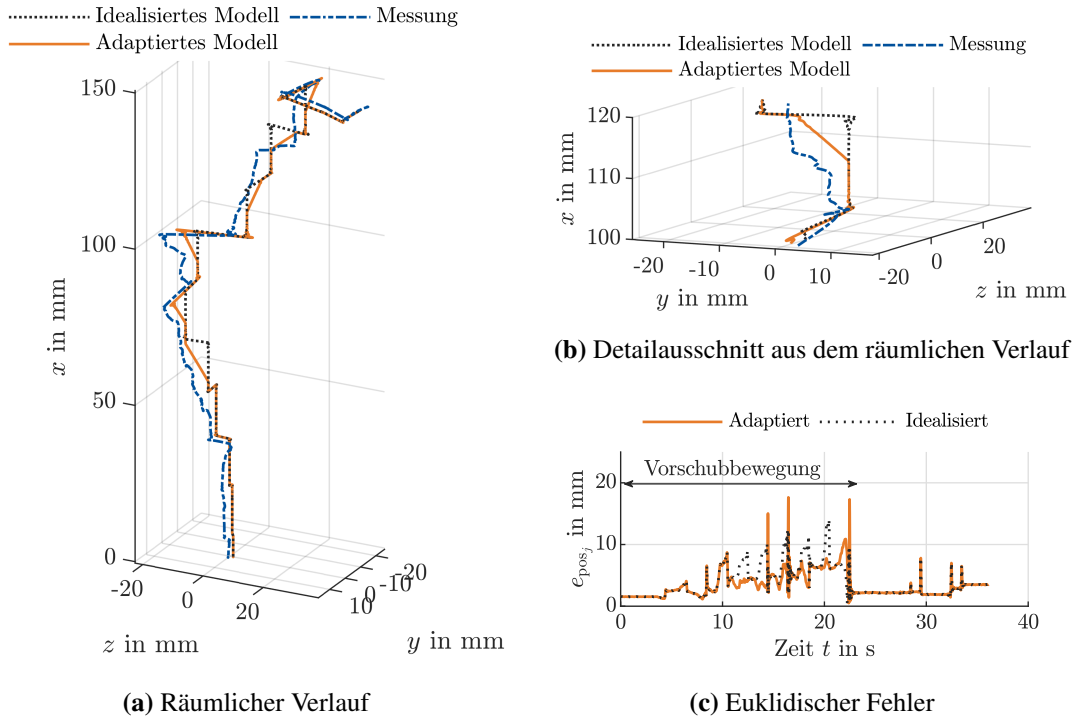 Idealisiertes Modell Messung
Adaptiertes Modell
150
100
50
0
x in mm
-20
0
20
z in mm
-20
-10
0
10
y in mm
(a) Räumlicher Verlauf
Idealisiertes Modell Messung
Adaptiertes Modell
120
110
100
x in mm
-20
-10
0
10
y in mm
-20
0
20
z in mm
(b) Detailausschnitt aus dem räumlichen Verlauf
Adaptiert Idealisiert
Vorschubbewegung
20
10
0
e_pos_j in mm
0 10 20 30 40
Zeit t in s
(c) Euklidischer Fehler